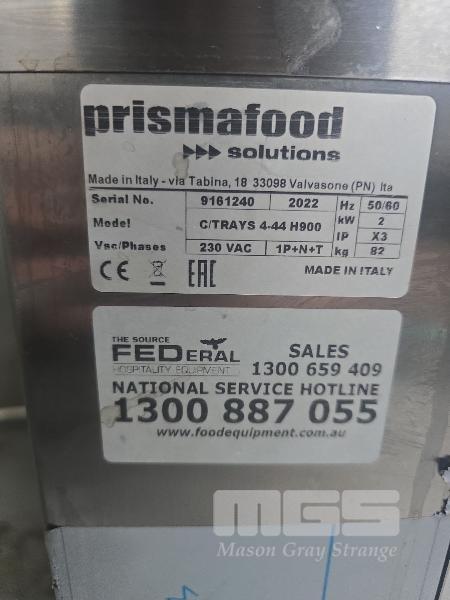 prismafood
solutions
Made in Italy - via Tabina, 18 33098 Valvasone (PN) Ita
Serial No. 9161240 2022 Hz 50/60
Model C/TRAYS 4-44 H900 kW 2
IP X3
Vac/Phases 230 VAC 1P+N+T kg 82
CE EAC MADE IN ITALY
THE SOURCE
FEDERAL SALES
HOSPITALITY EQUIPMENT 1300 659 409
NATIONAL SERVICE HOTLINE
1300 887 055
www.foodequipment.com.au
MGS
Mason Gray Strange